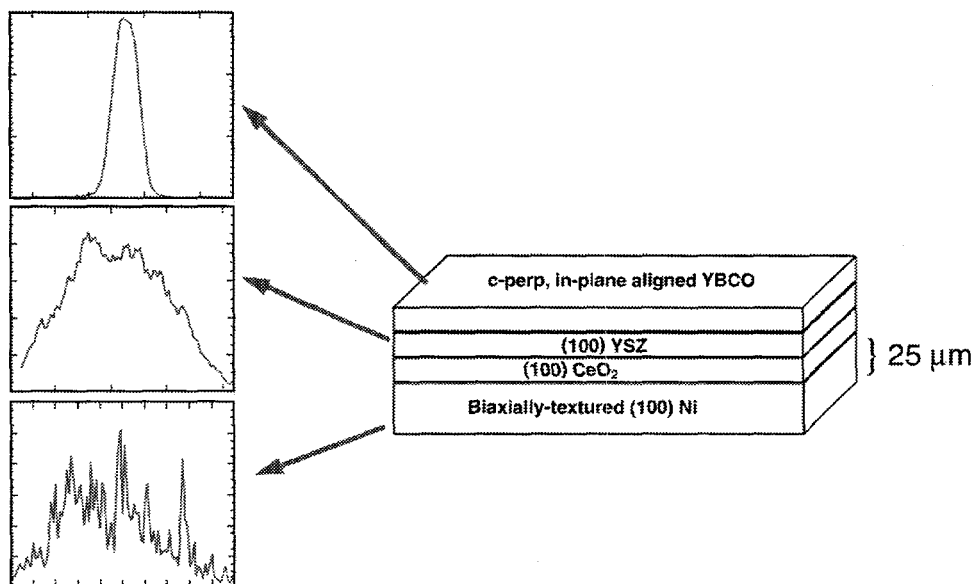 c-perp, in-plane aligned YBCO
(100) YSZ
(100) CeO₂
} 25 μm
Biaxially-textured (100) Ni